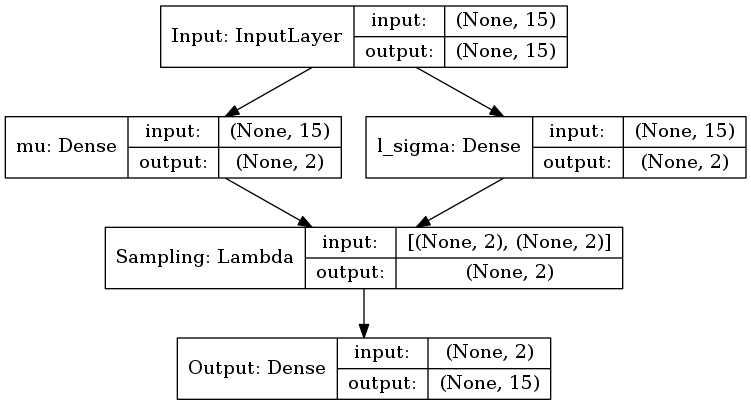 Input: InputLayer
input: (None, 15)
output: (None, 15)
mu: Dense
input: (None, 15)
output: (None, 2)
l_sigma: Dense
input: (None, 15)
output: (None, 2)
Sampling: Lambda
input: [(None, 2), (None, 2)]
output: (None, 2)
Output: Dense
input: (None, 2)
output: (None, 15)